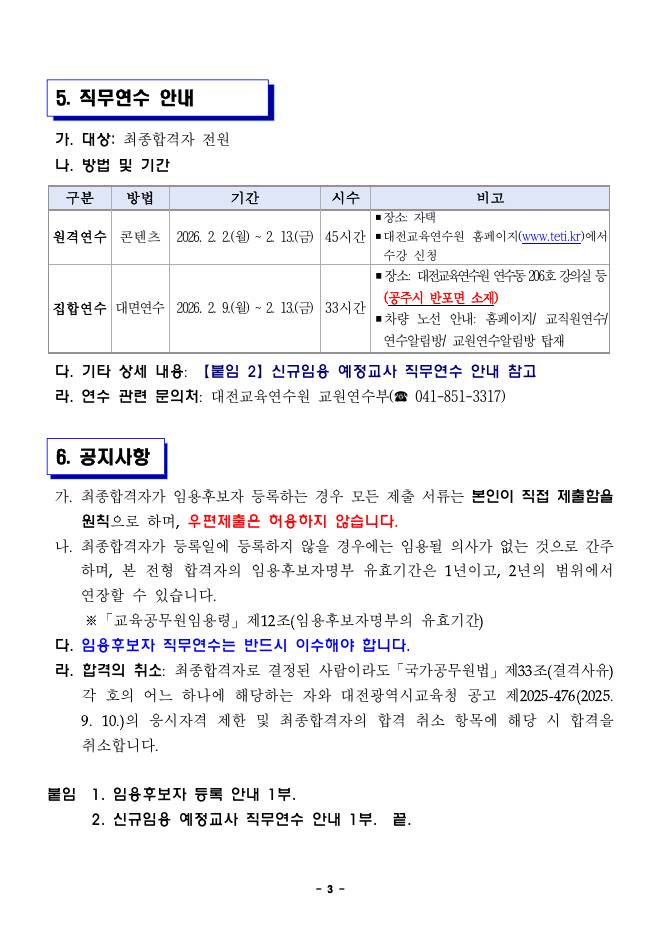 5. 직무연수 안내
가. 대상: 최종합격자 전원
나. 방법 및 기간
구분 방법 기간 시수 비고
원격연수 콘텐츠 2026. 2. 2.(월) ~ 2. 13.(금) 45시간
■ 장소: 자택
■ 대전교육연수원 홈페이지(www.teti.kr)에서
수강 신청
집합연수 대면연수 2026. 2. 9.(월) ~ 2. 13.(금) 33시간
■ 장소: 대전교육연수원 연수동 206호 강의실 등
(공주시 반포면 소재)
■ 차량 노선 안내: 홈페이지/ 교직원연수/
연수알림방/ 교원연수알림방 탑재
다. 기타 상세 내용: 【붙임 2】 신규임용 예정교사 직무연수 안내 참고
라. 연수 관련 문의처: 대전교육연수원 교원연수부(☎ 041-851-3317)
6. 공지사항
가. 최종합격자가 임용후보자 등록하는 경우 모든 제출 서류는 본인이 직접 제출함을
원칙으로 하며, 우편제출은 허용하지 않습니다.
나. 최종합격자가 등록일에 등록하지 않을 경우에는 임용될 의사가 없는 것으로 간주
하며, 본 전형 합격자의 임용후보자명부 유효기간은 1년이고, 2년의 범위에서
연장할 수 있습니다.
※「교육공무원임용령」제12조(임용후보자명부의 유효기간)
다. 임용후보자 직무연수는 반드시 이수해야 합니다.
라. 합격의 취소: 최종합격자로 결정된 사람이라도「국가공무원법」제33조(결격사유)
각 호의 어느 하나에 해당하는 자와 대전광역시교육청 공고 제2025-476(2025.
9. 10.)의 응시자격 제한 및 최종합격자의 합격 취소 항목에 해당 시 합격을
취소합니다.
붙임 1. 임용후보자 등록 안내 1부.
2. 신규임용 예정교사 직무연수 안내 1부. 끝.
- 3 -